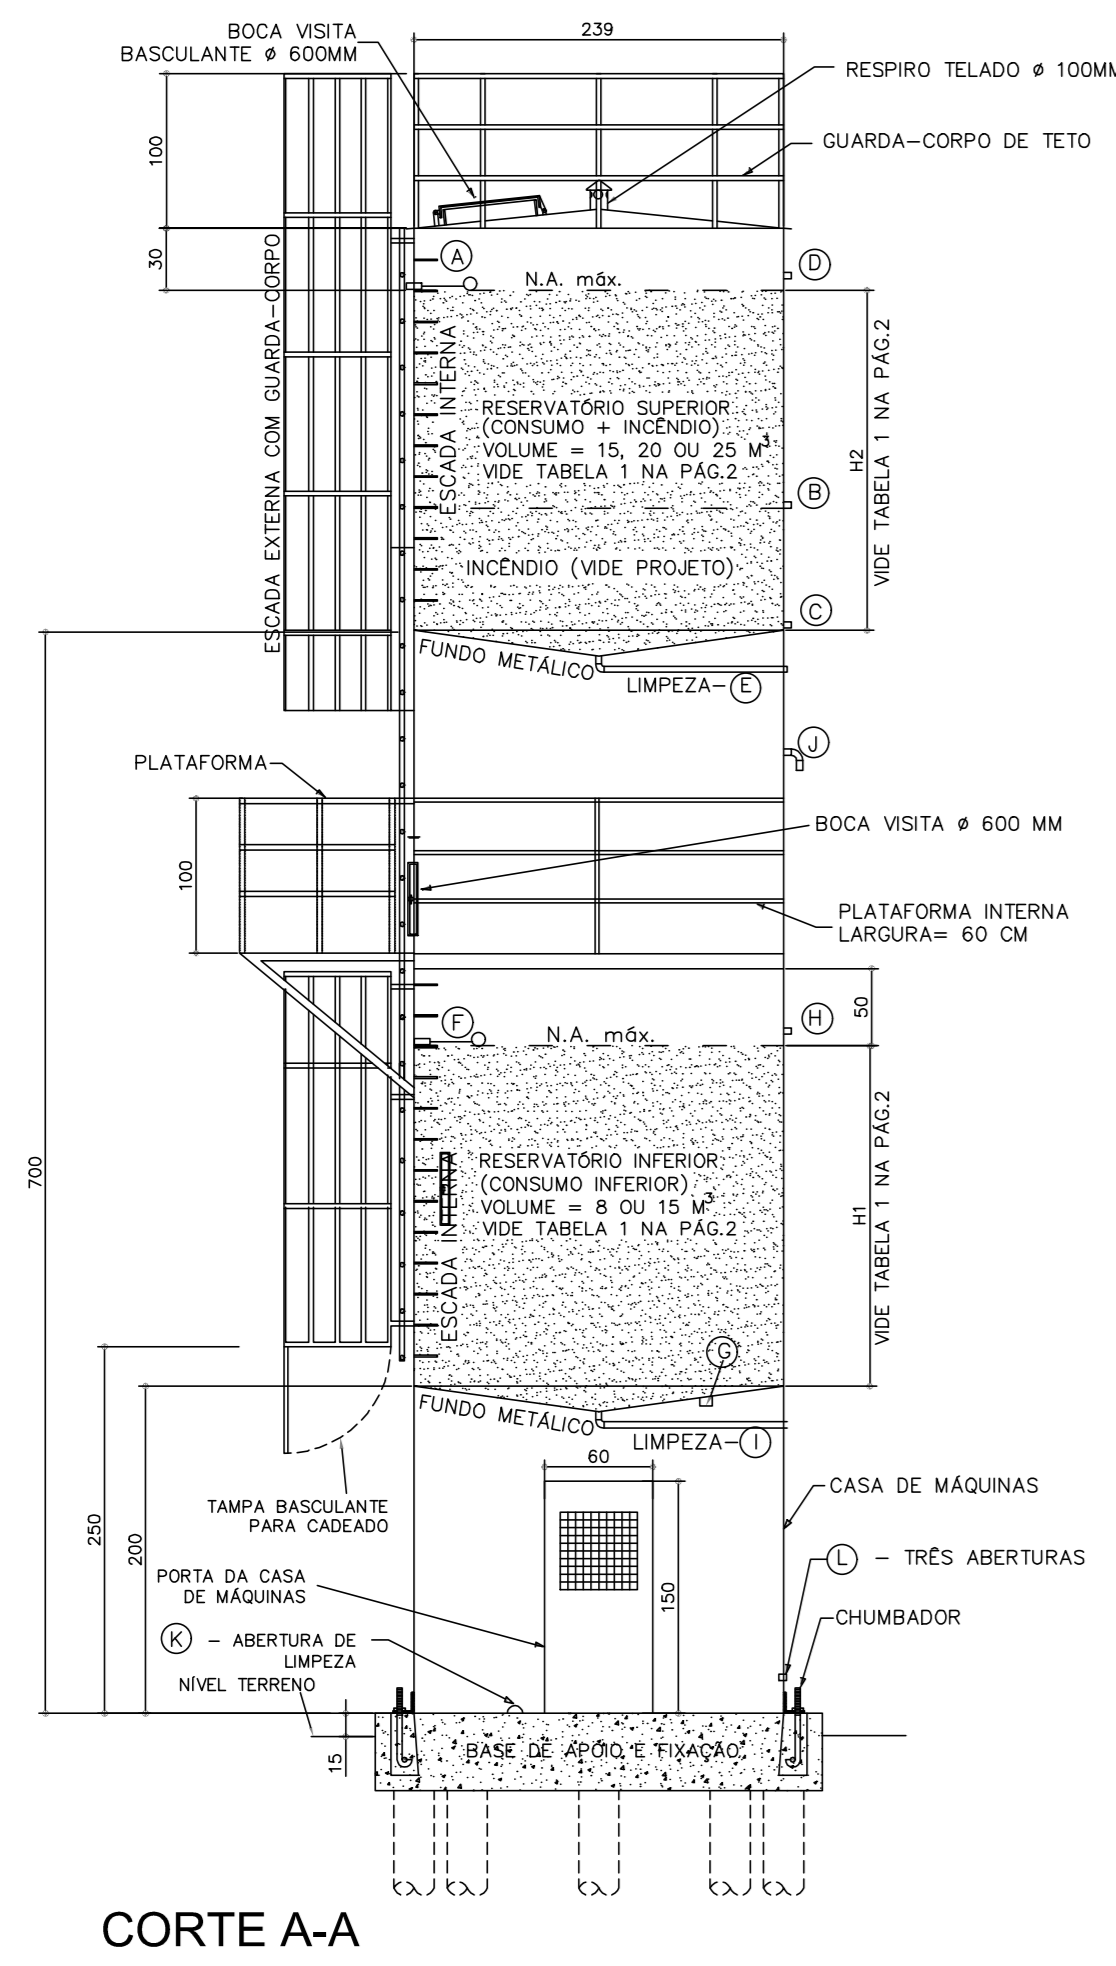 239
BOCA VISITA
BASCULANTE ø 600MM
RESPIRO TELADO ø 100MM
GUARDA-CORPO DE TETO
100
30
A
D
N.A. máx.
ESCADA EXTERNA COM GUARDA-CORPO
ESCADA INTERNA
RESERVATÓRIO SUPERIOR
(CONSUMO + INCÊNDIO)
VOLUME = 15, 20 OU 25 M³
VIDE TABELA 1 NA PÁG.2
H2
VIDE TABELA 1 NA PÁG.2
B
INCÊNDIO (VIDE PROJETO)
C
FUNDO METÁLICO
LIMPEZA-E
J
PLATAFORMA
BOCA VISITA ø 600 MM
100
PLATAFORMA INTERNA
LARGURA= 60 CM
50
F
H
N.A. máx.
700
ESCADA INTERNA
RESERVATÓRIO INFERIOR
(CONSUMO INFERIOR)
VOLUME = 8 OU 15 M³
VIDE TABELA 1 NA PÁG.2
H1
VIDE TABELA 1 NA PÁG.2
G
FUNDO METÁLICO
LIMPEZA-I
60
TAMPA BASCULANTE
PARA CADEADO
250
200
CASA DE MÁQUINAS
L - TRÊS ABERTURAS
150
PORTA DA CASA
DE MÁQUINAS
CHUMBADOR
K - ABERTURA DE
LIMPEZA
NÍVEL TERRENO
15
BASE DE APOIO E FIXAÇÃO
CORTE A-A